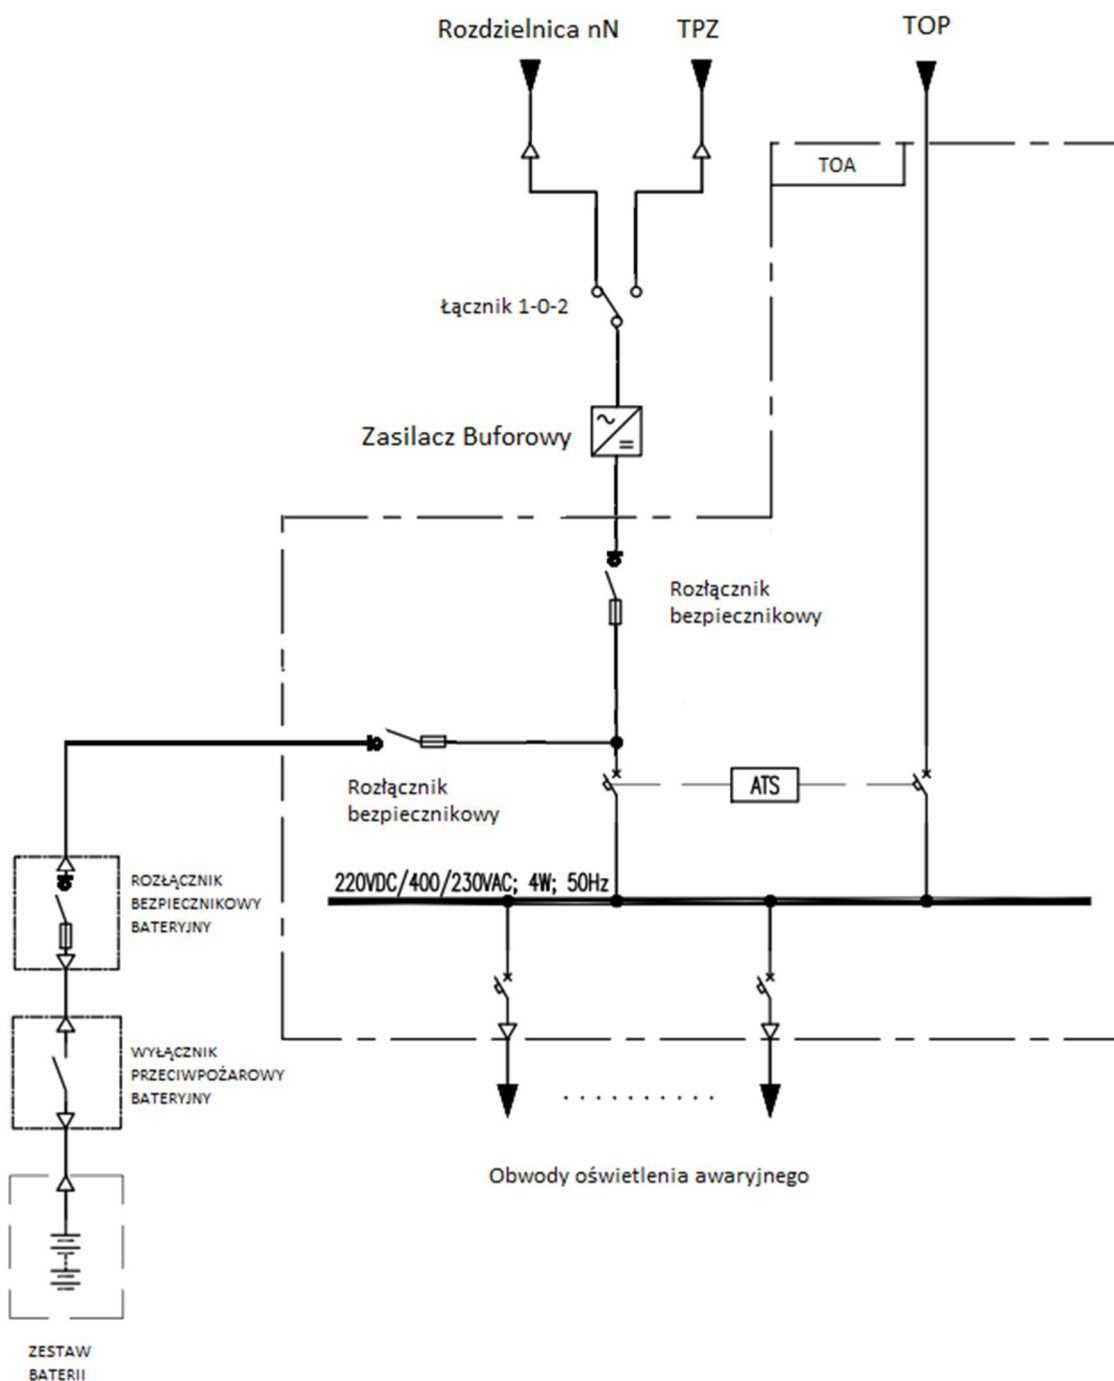 Rozdzielnica nN
TPZ
TOP
TOA
Łącznik 1-0-2
Zasilacz Buforowy
Rozłącznik
bezpiecznikowy
Rozłącznik
bezpiecznikowy
ATS
220VDC/400/230VAC; 4W; 50Hz
ROZŁĄCZNIK
BEZPIECZNIKOWY
BATERYJNY
WYŁĄCZNIK
PRZECIWPOŻAROWY
BATERYJNY
Obwody oświetlenia awaryjnego
ZESTAW
BATERII